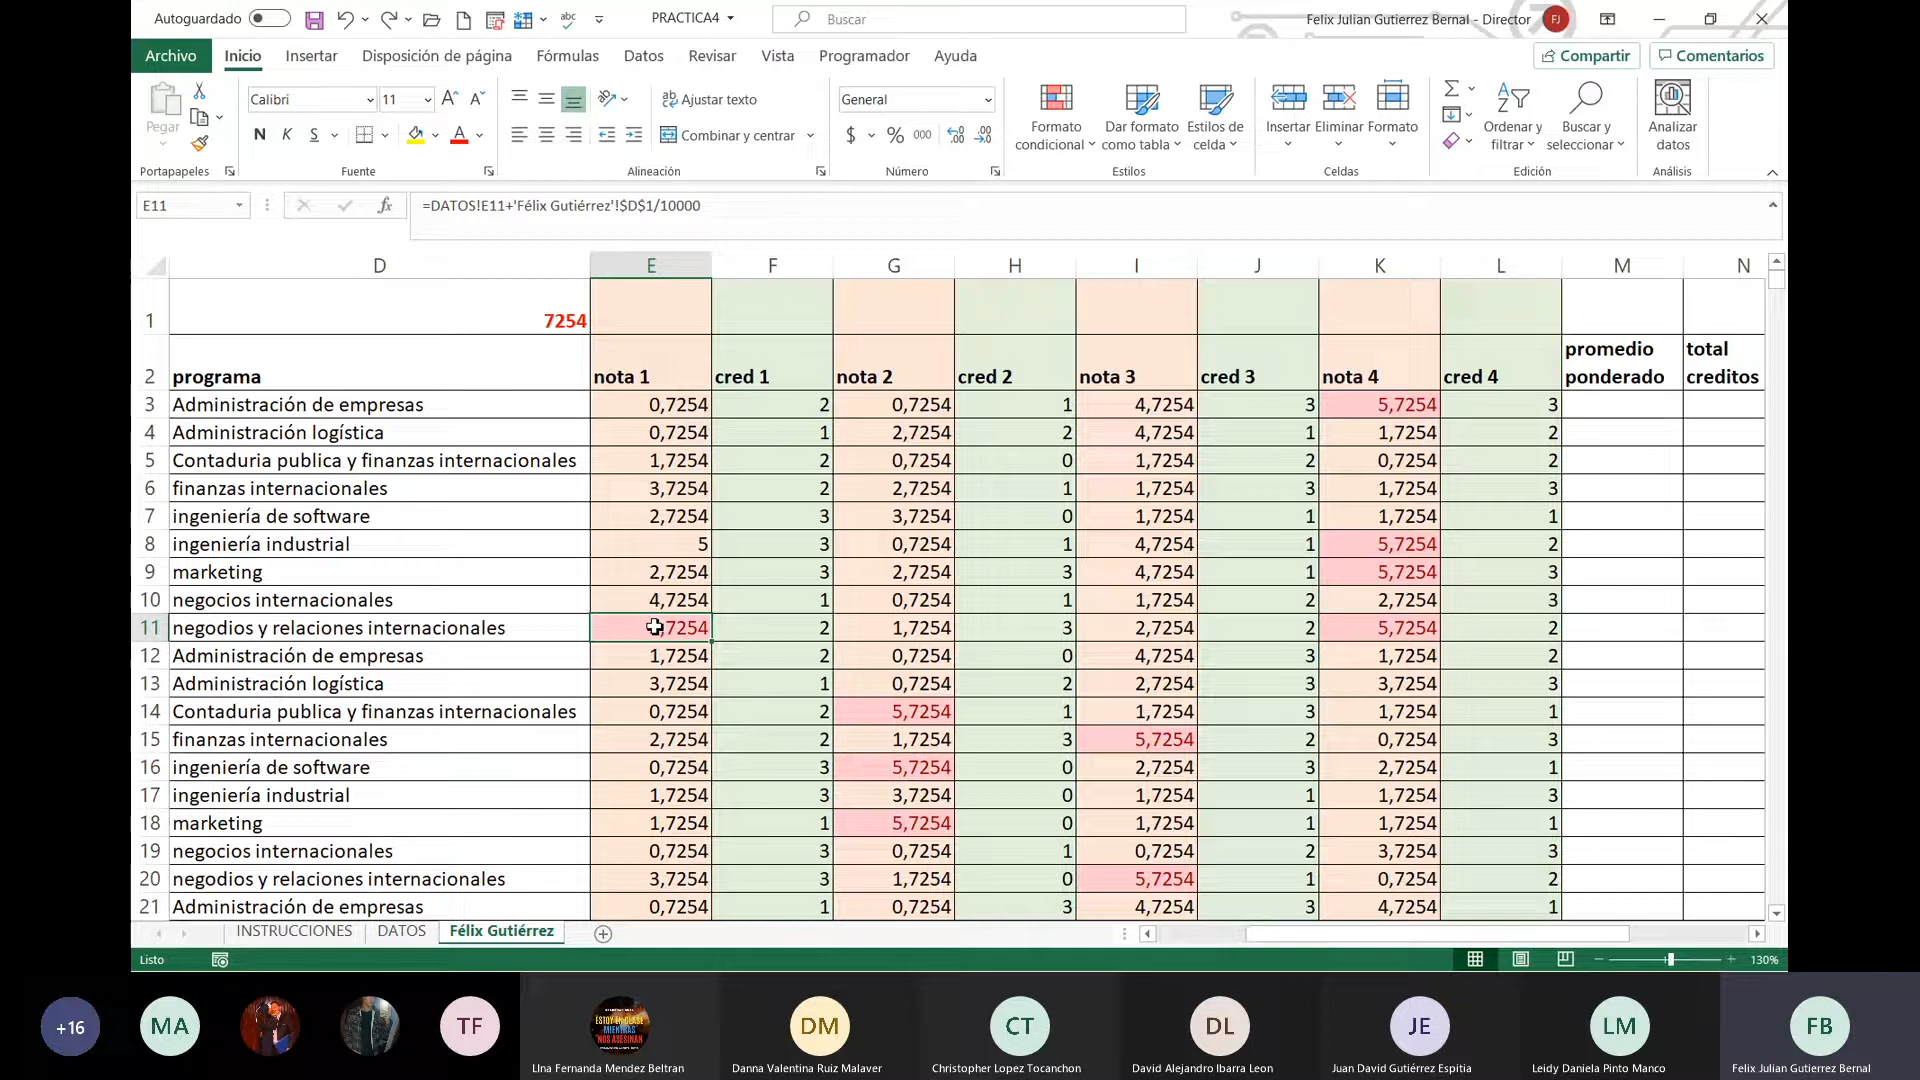 Autoguardado
PRACTICA4
Buscar
Felix Julian Gutierrez Bernal - Director
FJ
Archivo Inicio Insertar Disposición de página Fórmulas Datos Revisar Vista Programador Ayuda
Compartir Comentarios
Pegar
Portapapeles
Calibri 11
N K S
Fuente
Ajustar texto
Combinar y centrar
Alineación
General
$ % 000
Número
Formato condicional
Dar formato como tabla
Estilos de celda
Estilos
Insertar Eliminar Formato
Celdas
Ordenar y filtrar
Buscar y seleccionar
Edición
Analizar datos
Análisis
E11
fx
=DATOS!E11+'Félix Gutiérrez'!$D$1/10000
D E F G H I J K L M N
1 7254
2 programa nota 1 cred 1 nota 2 cred 2 nota 3 cred 3 nota 4 cred 4 promedio ponderado total creditos
3 Administración de empresas 0,7254 2 0,7254 1 4,7254 3 5,7254 3
4 Administración logística 0,7254 1 2,7254 2 4,7254 1 1,7254 2
5 Contaduria publica y finanzas internacionales 1,7254 2 0,7254 0 1,7254 2 0,7254 2
6 finanzas internacionales 3,7254 2 2,7254 1 1,7254 3 1,7254 3
7 ingeniería de software 2,7254 3 3,7254 0 1,7254 1 1,7254 1
8 ingeniería industrial 5 3 0,7254 1 4,7254 1 5,7254 2
9 marketing 2,7254 3 2,7254 3 4,7254 1 5,7254 3
10 negocios internacionales 4,7254 1 0,7254 1 1,7254 2 2,7254 3
11 negodios y relaciones internacionales 7254 2 1,7254 3 2,7254 2 5,7254 2
12 Administración de empresas 1,7254 2 0,7254 0 4,7254 3 1,7254 2
13 Administración logística 3,7254 1 0,7254 2 2,7254 3 3,7254 3
14 Contaduria publica y finanzas internacionales 0,7254 2 5,7254 1 1,7254 3 1,7254 1
15 finanzas internacionales 2,7254 2 1,7254 3 5,7254 2 0,7254 3
16 ingeniería de software 0,7254 3 5,7254 0 2,7254 3 2,7254 1
17 ingeniería industrial 1,7254 3 3,7254 0 1,7254 1 1,7254 3
18 marketing 1,7254 1 5,7254 0 1,7254 1 1,7254 1
19 negocios internacionales 0,7254 3 0,7254 1 0,7254 2 3,7254 3
20 negodios y relaciones internacionales 3,7254 3 1,7254 0 5,7254 1 0,7254 2
21 Administración de empresas 0,7254 1 0,7254 3 4,7254 3 4,7254 1
INSTRUCCIONES DATOS Félix Gutiérrez
Listo
130%
+16 MA TF DM CT DL JE LM FB
ESTOY EN CLASE
MIENTRAS
NOS ASESINAN
LIna Fernanda Mendez Beltran
Danna Valentina Ruiz Malaver
Christopher Lopez Tocanchon
David Alejandro Ibarra Leon
Juan David Gutiérrez Espitia
Leidy Daniela Pinto Manco
Felix Julian Gutierrez Bernal